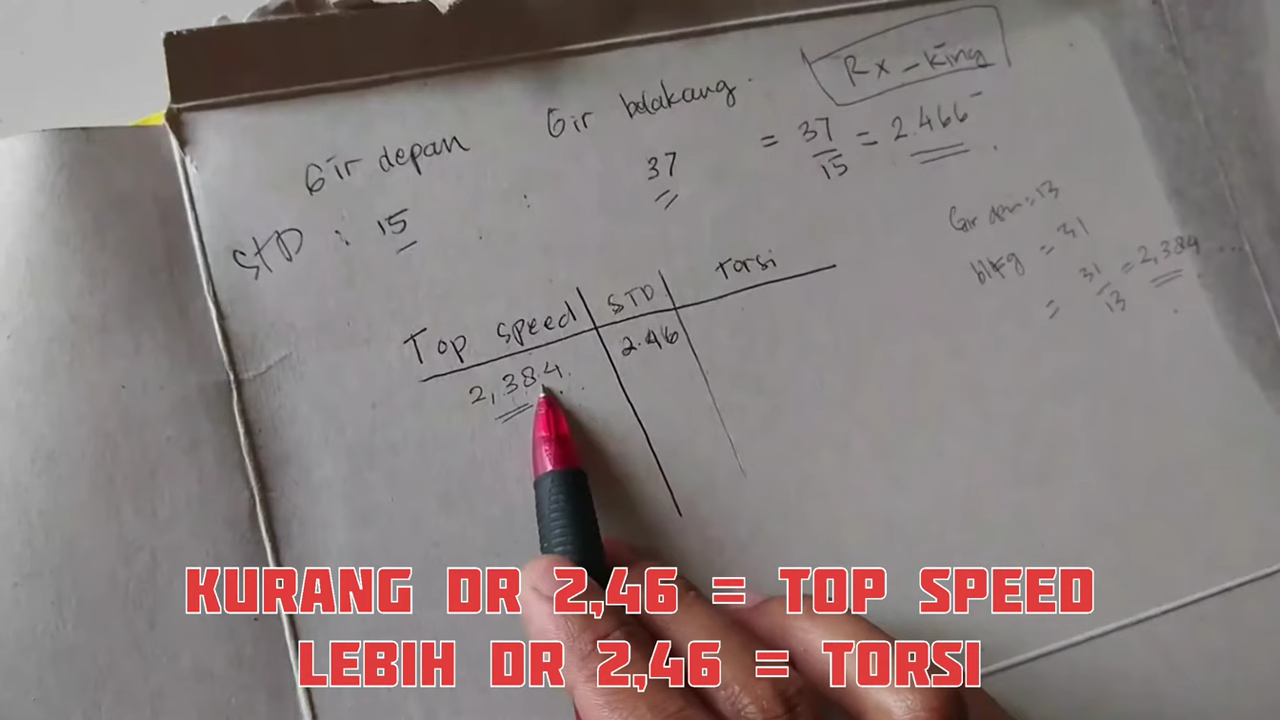 Rx-King
Gir depan Gir belakang.
STD : 15 : 37 = 37/15 = 2.466
Gir dpn = 13
blkg = 31
= 31/13 = 2,384...
Top speed STD Torsi
2,384... 2.46
KURANG DR 2,46 = TOP SPEED
LEBIH DR 2,46 = TORSI